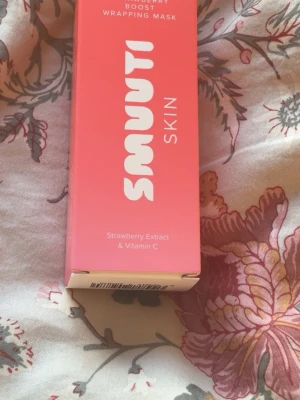 BOOST
WRAPPING MASK
SMUUTI
SKIN
Strawberry Extract
& Vitamin C